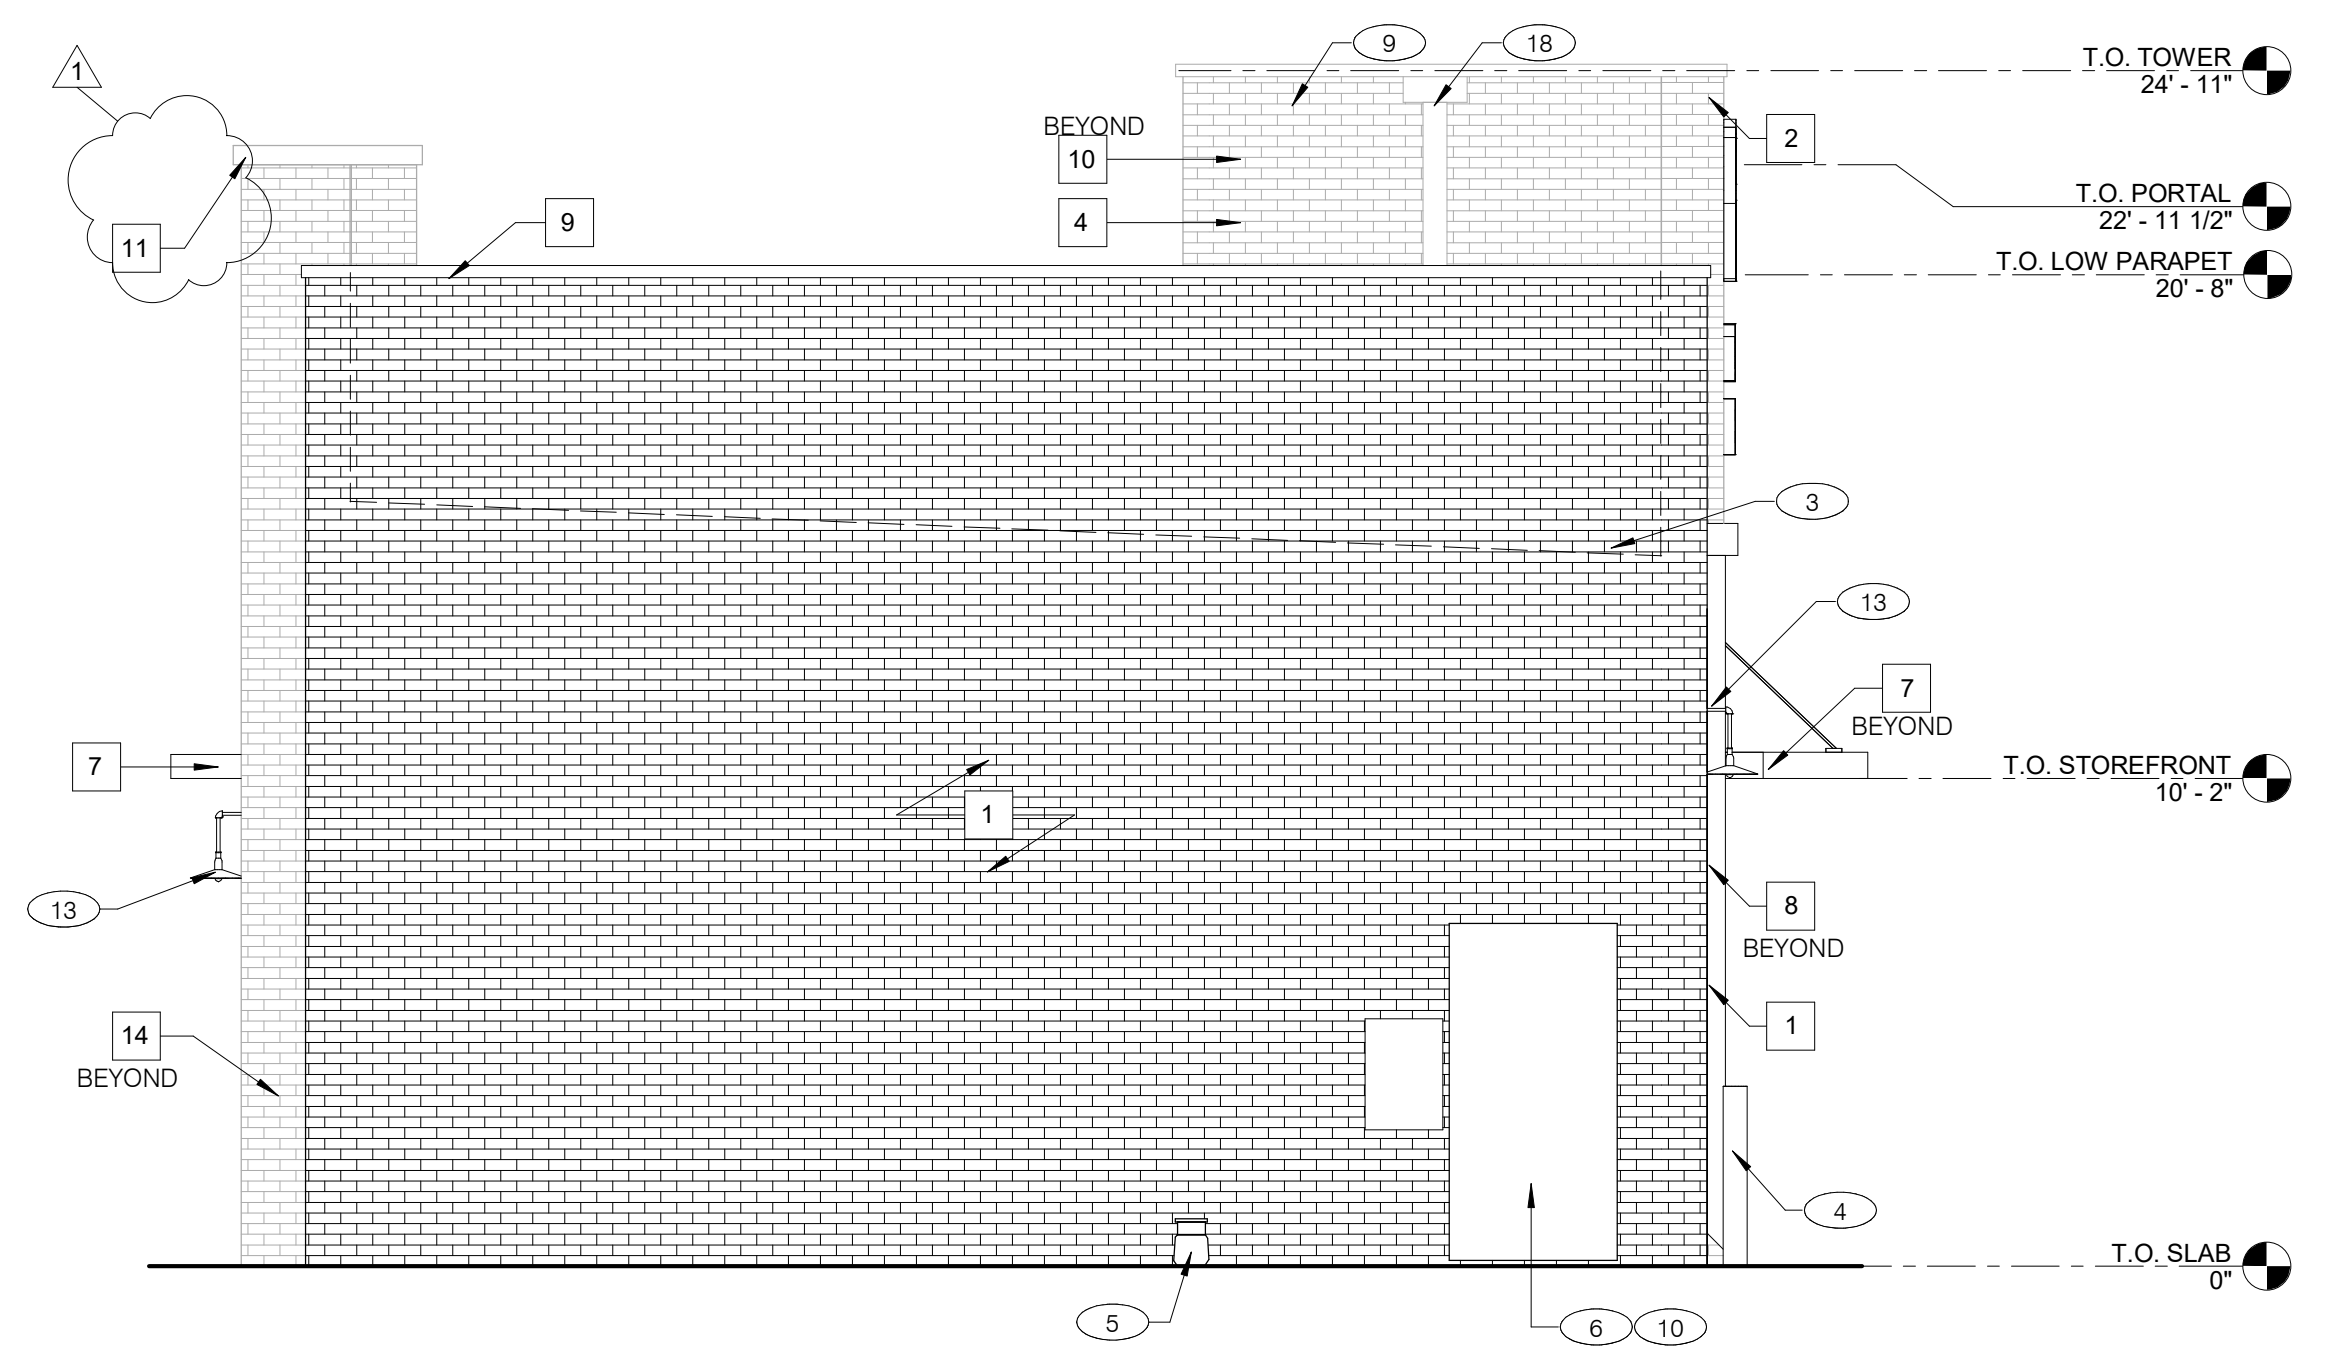 9
18
T.O. TOWER
24' - 11"
1
BEYOND
10
2
T.O. PORTAL
22' - 11 1/2"
11
9
4
T.O. LOW PARAPET
20' - 8"
3
13
7
BEYOND
7
T.O. STOREFRONT
10' - 2"
1
13
8
BEYOND
14
BEYOND
1
4
T.O. SLAB
0"
5
6
10